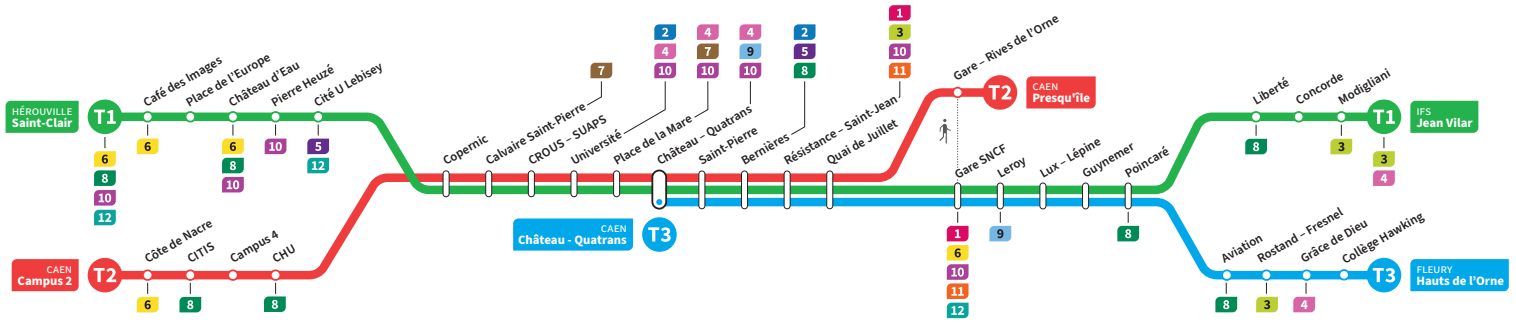 HÉROUVILLE
Saint-Clair
T1
6
8
10
12
Café des Images
6
Place de l'Europe
Château d'Eau
6
8
10
Pierre Heuzé
10
Cité U Lebisey
5
12
CAEN
Campus 2
T2
Côte de Nacre
6
CITIS
8
Campus 4
CHU
8
Copernic
Calvaire Saint-Pierre
7
CROUS – SUAPS
Université
2
4
10
Place de la Mare
4
7
10
Château – Quatrans
4
9
10
CAEN
Château - Quatrans
T3
Saint-Pierre
Bernières
2
5
8
Résistance – Saint-Jean
1
3
10
11
Quai de Juillet
Gare – Rives de l'Orne
T2
CAEN
Presqu'île
Gare SNCF
1
6
10
11
12
Leroy
9
Lux – Lépine
Guynemer
Poincaré
8
Liberté
8
Concorde
Modigliani
3
T1
3
4
IFS
Jean Vilar
Aviation
8
Rostand – Fresnel
3
Grâce de Dieu
4
Collège Hawking
T3
FLEURY
Hauts de l'Orne